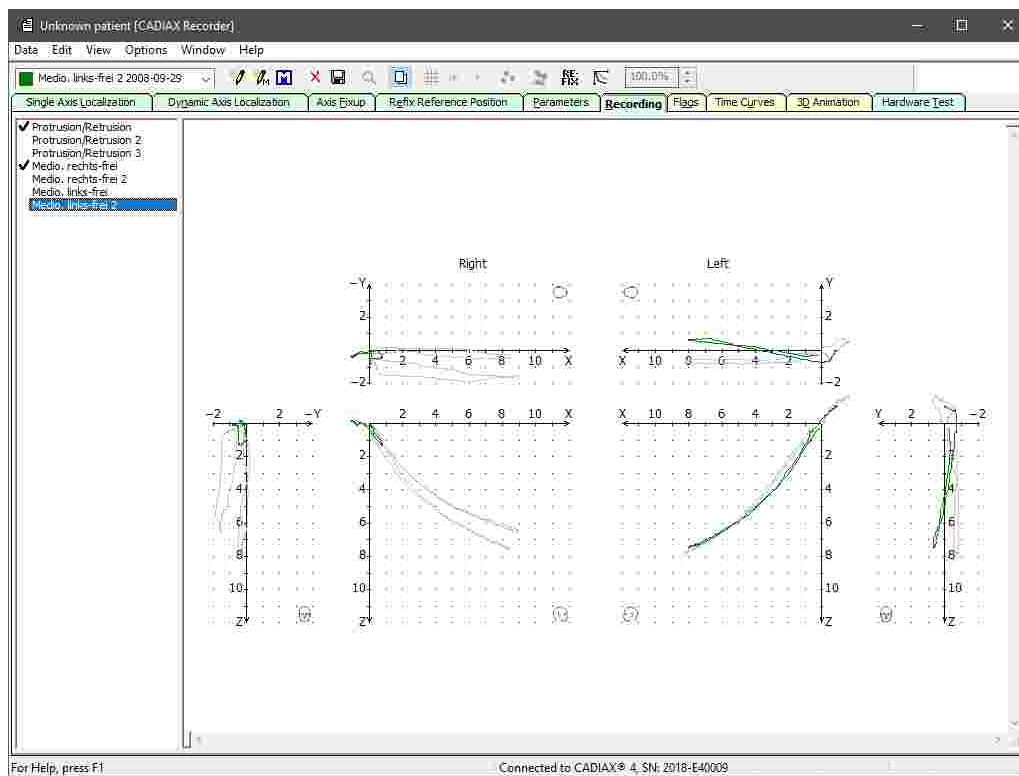 Unknown patient [CADIAX Recorder]
Data Edit View Options Window Help
Medio. links-frei 2 2008-09-29 RE- FIX 100.0%
Single Axis Localization Dynamic Axis Localization Axis Fixup Refix Reference Position Parameters Recording Flags Time Curves 3D Animation Hardware Test
Protrusion/Retrusion
Protrusion/Retrusion 2
Protrusion/Retrusion 3
Medio. rechts-frei
Medio. rechts-frei 2
Medio. links-frei
Medio. links-frei 2
Right Left
-Y Y
2 2
2 4 6 8 10 X X 10 8 6 4 2
-2 -2
-2 2 -Y 2 4 6 8 10 X X 10 8 6 4 2 Y 2 -2
2 2 2 2
4 4 4 4
6 6 6 6
8 8 8 8
10 10 10 10
Z Z Z Z
For Help, press F1 Connected to CADIAX® 4, SN: 2018-E40009